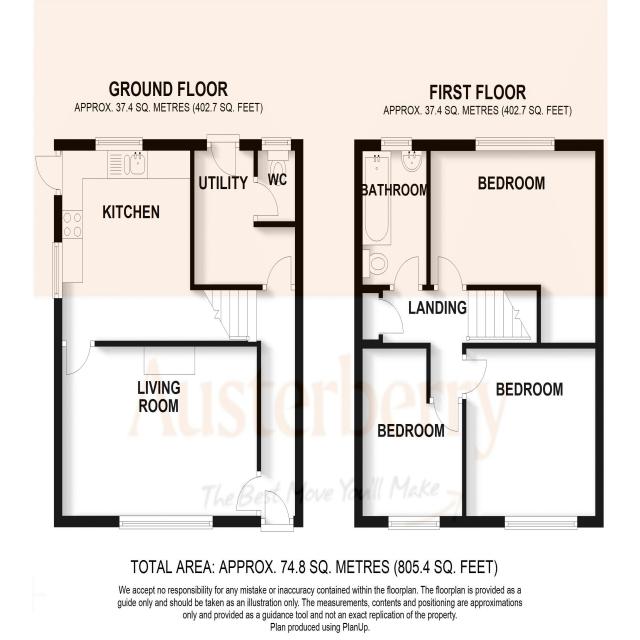 GROUND FLOOR
APPROX. 37.4 SQ. METRES (402.7 SQ. FEET)
FIRST FLOOR
APPROX. 37.4 SQ. METRES (402.7 SQ. FEET)
UTILITY
WC
KITCHEN
LIVING
ROOM
BATHROOM
BEDROOM
LANDING
BEDROOM
BEDROOM
Austerberry
The Best Move You'll Make
TOTAL AREA: APPROX. 74.8 SQ. METRES (805.4 SQ. FEET)
We accept no responsibility for any mistake or inaccuracy contained within the floorplan. The floorplan is provided as a
guide only and should be taken as an illustration only. The measurements, contents and positioning are approximations
only and provided as a guidance tool and not an exact replication of the property.
Plan produced using PlanUp.